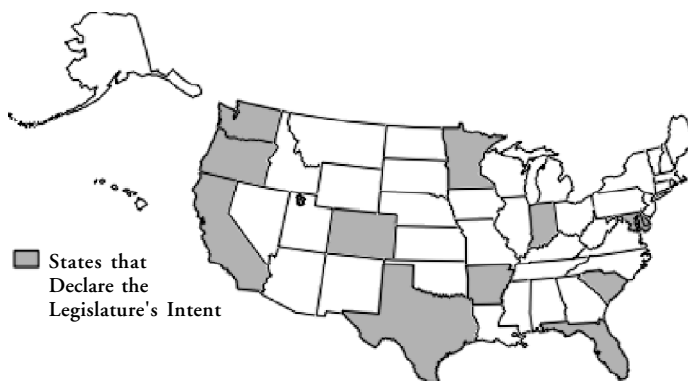 States that
Declare the
Legislature's Intent